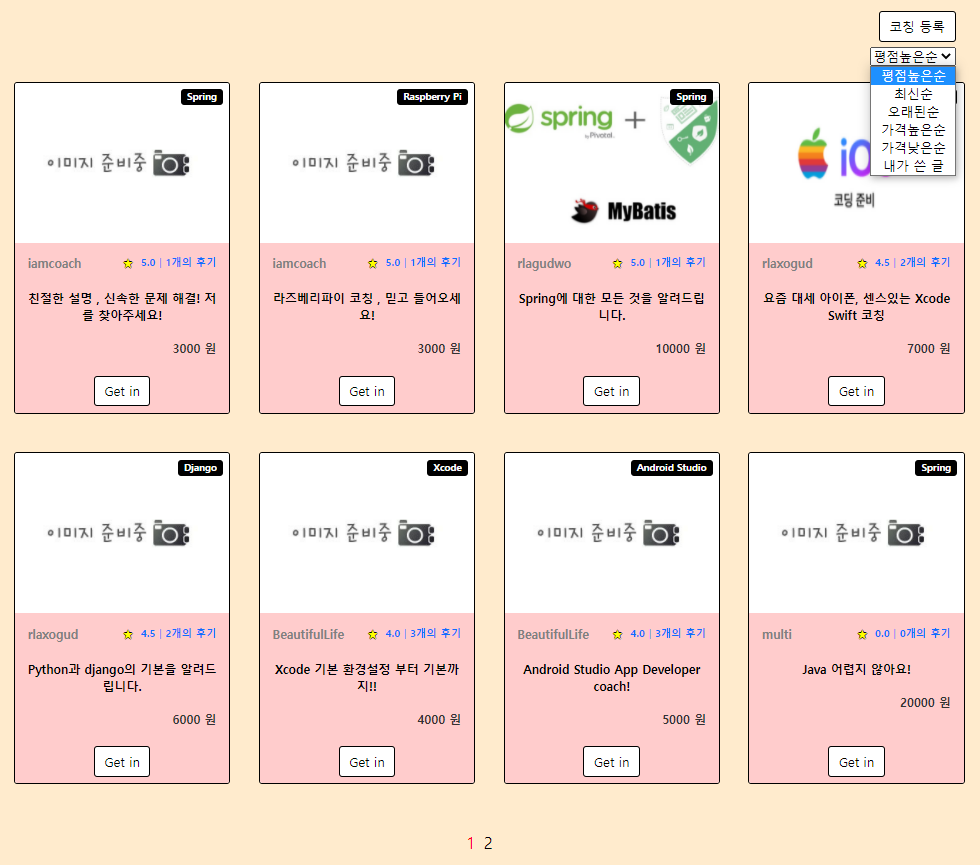 코칭 등록
평점높은순
평점높은순
최신순
오래된순
가격높은순
가격낮은순
내가 쓴 글
Spring
이미지 준비중
iamcoach
5.0 | 1개의 후기
친절한 설명 , 신속한 문제 해결! 저
를 찾아주세요!
3000 원
Get in
Raspberry Pi
이미지 준비중
iamcoach
5.0 | 1개의 후기
라즈베리파이 코칭 , 믿고 들어오세
요!
3000 원
Get in
Spring
spring +
by Pivotal.
MyBatis
rlagudwo
5.0 | 1개의 후기
Spring에 대한 모든 것을 알려드립
니다.
10000 원
Get in
코딩 준비
rlaxogud
4.5 | 2개의 후기
요즘 대세 아이폰, 센스있는 Xcode
Swift 코칭
7000 원
Get in
Django
이미지 준비중
rlaxogud
4.5 | 2개의 후기
Python과 django의 기본을 알려드
립니다.
6000 원
Get in
Xcode
이미지 준비중
BeautifulLife
4.0 | 3개의 후기
Xcode 기본 환경설정 부터 기본까
지!!
4000 원
Get in
Android Studio
이미지 준비중
BeautifulLife
4.0 | 3개의 후기
Android Studio App Developer
coach!
5000 원
Get in
Spring
이미지 준비중
multi
0.0 | 0개의 후기
Java 어렵지 않아요!
20000 원
Get in
1 2